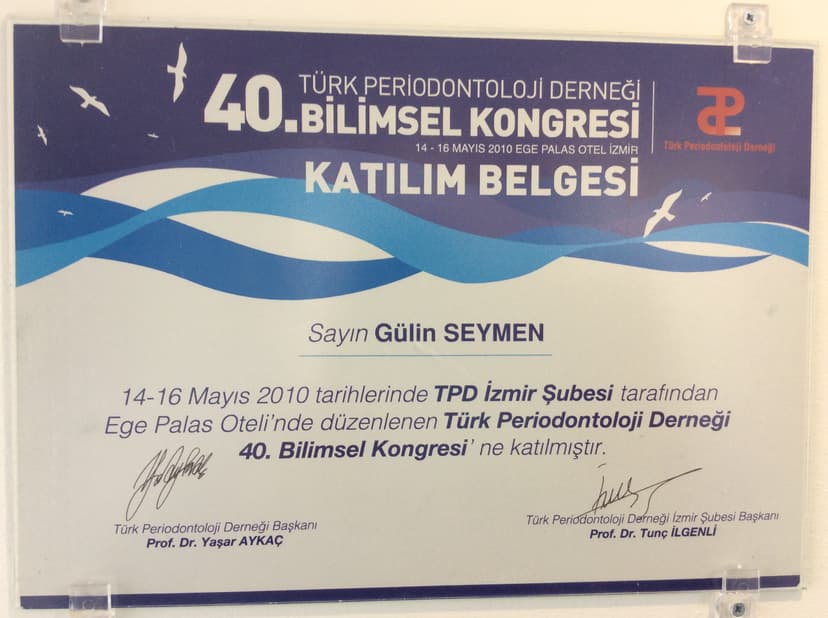 40.
TÜRK PERİODONTOLOJİ DERNEĞİ
BİLİMSEL KONGRESİ
14 - 16 MAYIS 2010 EGE PALAS OTEL İZMİR
KATILIM BELGESİ
Türk Periodontoloji Derneği
Sayın Gülin SEYMEN
14-16 Mayıs 2010 tarihlerinde TPD İzmir Şubesi tarafından
Ege Palas Oteli'nde düzenlenen Türk Periodontoloji Derneği
40. Bilimsel Kongresi' ne katılmıştır.
Türk Periodontoloji Derneği Başkanı
Prof. Dr. Yaşar AYKAÇ
Türk Periodontoloji Derneği İzmir Şubesi Başkanı
Prof. Dr. Tunç İLGENLİ